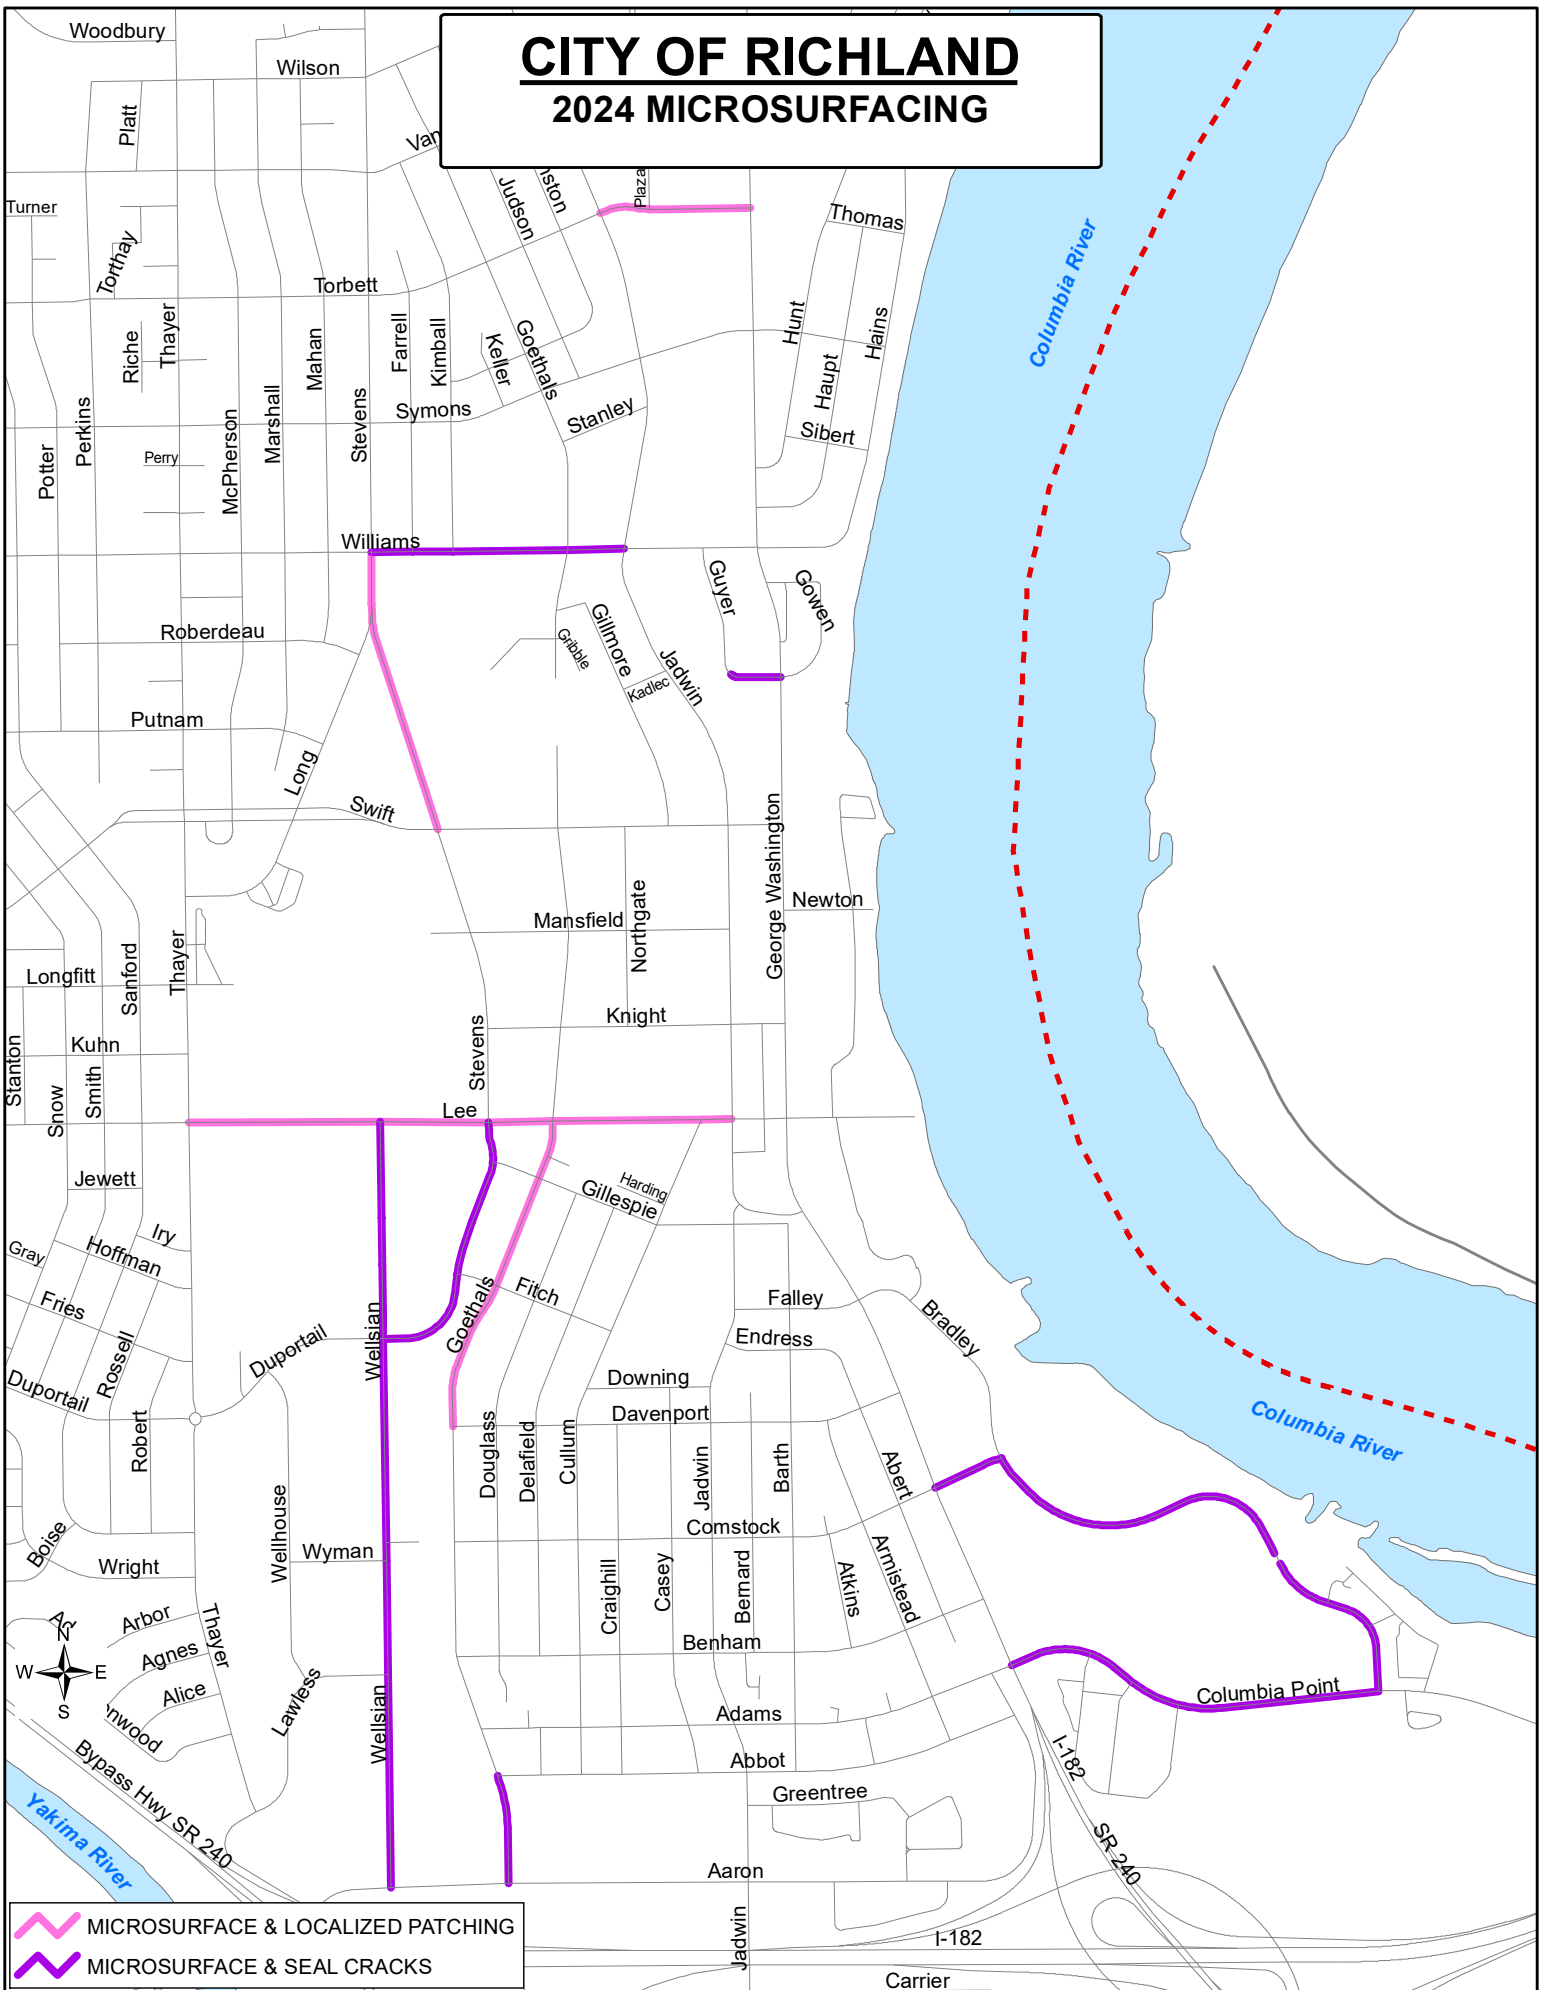 CITY OF RICHLAND
2024 MICROSURFACING
Woodbury
Wilson
Platt
Van
Turner
Judson
nston
Plaza
Thomas
Columbia River
Torthay
Torbett
Thayer
Riche
Mahan
Farrell
Kimball
Keller
Goethals
Hunt
Haupt
Hains
Perkins
Potter
McPherson
Marshall
Stevens
Symons
Stanley
Sibert
Perry
Williams
Guyer
Gowen
Roberdeau
Gribble
Gillmore
Kadlec
Jadwin
Putnam
Long
Swift
George Washington
Newton
Mansfield
Northgate
Longfitt
Sanford
Thayer
Knight
Stanton
Kuhn
Smith
Snow
Stevens
Lee
Jewett
Harding
Gillespie
Iry
Gray
Hoffman
Fries
Fitch
Goethals
Falley
Bradley
Endress
Rossell
Duportail
Wellsian
Duportail
Downing
Davenport
Columbia River
Robert
Douglass
Delafield
Cullum
Jadwin
Barth
Abert
Boise
Wellhouse
Comstock
Wyman
Wright
Craighill
Casey
Bernard
Atkins
Armistead
Arbor
Thayer
Agnes
Alice
nwood
Ad
N
W
E
S
Benham
Lawless
Wellsian
Columbia Point
Adams
Abbot
I-182
Bypass Hwy SR 240
Greentree
Yakima River
SR 240
Aaron
Jadwin
I-182
Carrier
MICROSURFACE & LOCALIZED PATCHING
MICROSURFACE & SEAL CRACKS